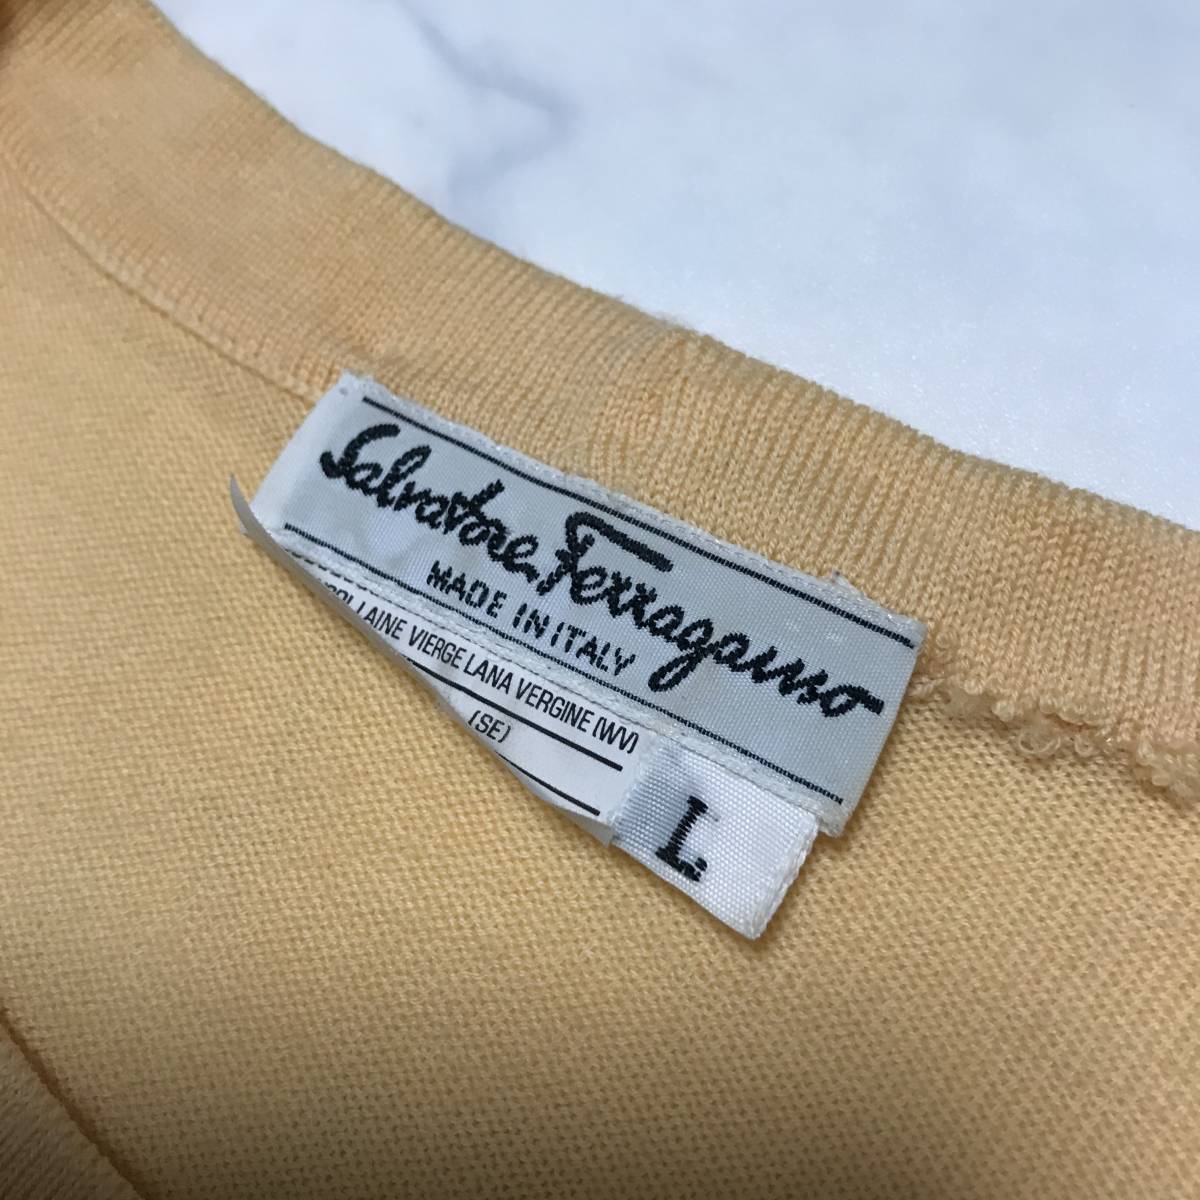 Salvatore Ferragamo
MADE IN ITALY
LAINE VIERGE LANA VERGINE (WV)
(SE)
L